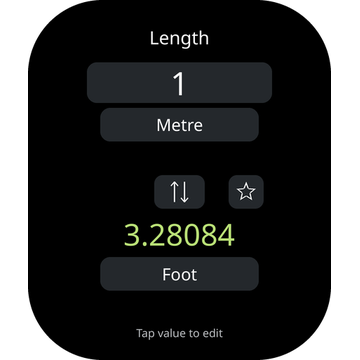 Length
1
Metre
3.28084
Foot
Tap value to edit